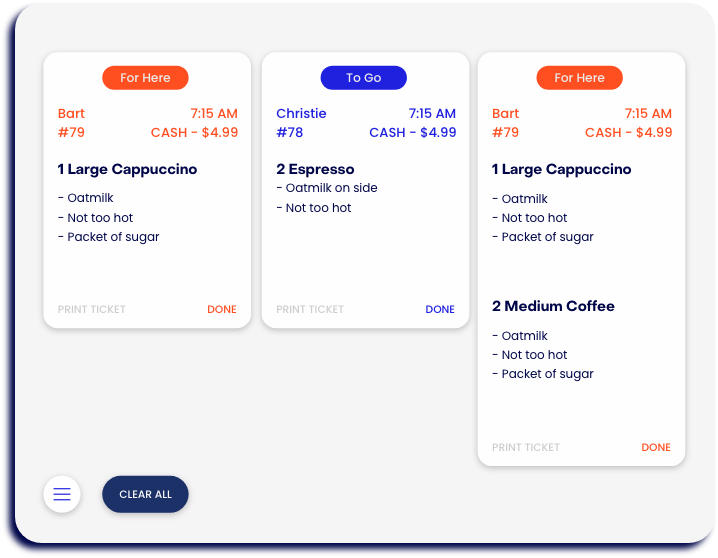 For Here
Bart 7:15 AM
#79 CASH - $4.99
1 Large Cappuccino
- Oatmilk
- Not too hot
- Packet of sugar
PRINT TICKET DONE
To Go
Christie 7:15 AM
#78 CASH - $4.99
2 Espresso
- Oatmilk on side
- Not too hot
PRINT TICKET DONE
For Here
Bart 7:15 AM
#79 CASH - $4.99
1 Large Cappuccino
- Oatmilk
- Not too hot
- Packet of sugar
2 Medium Coffee
- Oatmilk
- Not too hot
- Packet of sugar
PRINT TICKET DONE
CLEAR ALL